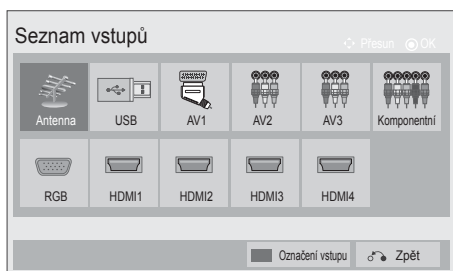 Seznam vstupů
Přesun OK
Antenna USB AV1 AV2 AV3 Komponentní
RGB HDMI1 HDMI2 HDMI3 HDMI4
Označení vstupu Zpět